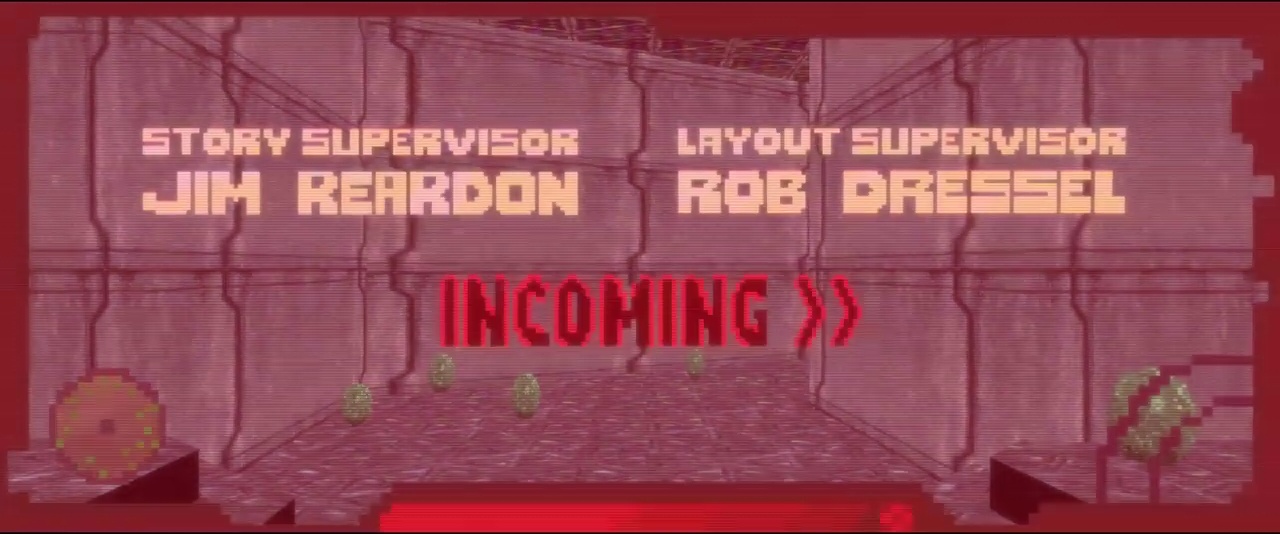 STORY SUPERVISOR
JIM REARDON
LAYOUT SUPERVISOR
ROB DRESSEL
INCOMING >>